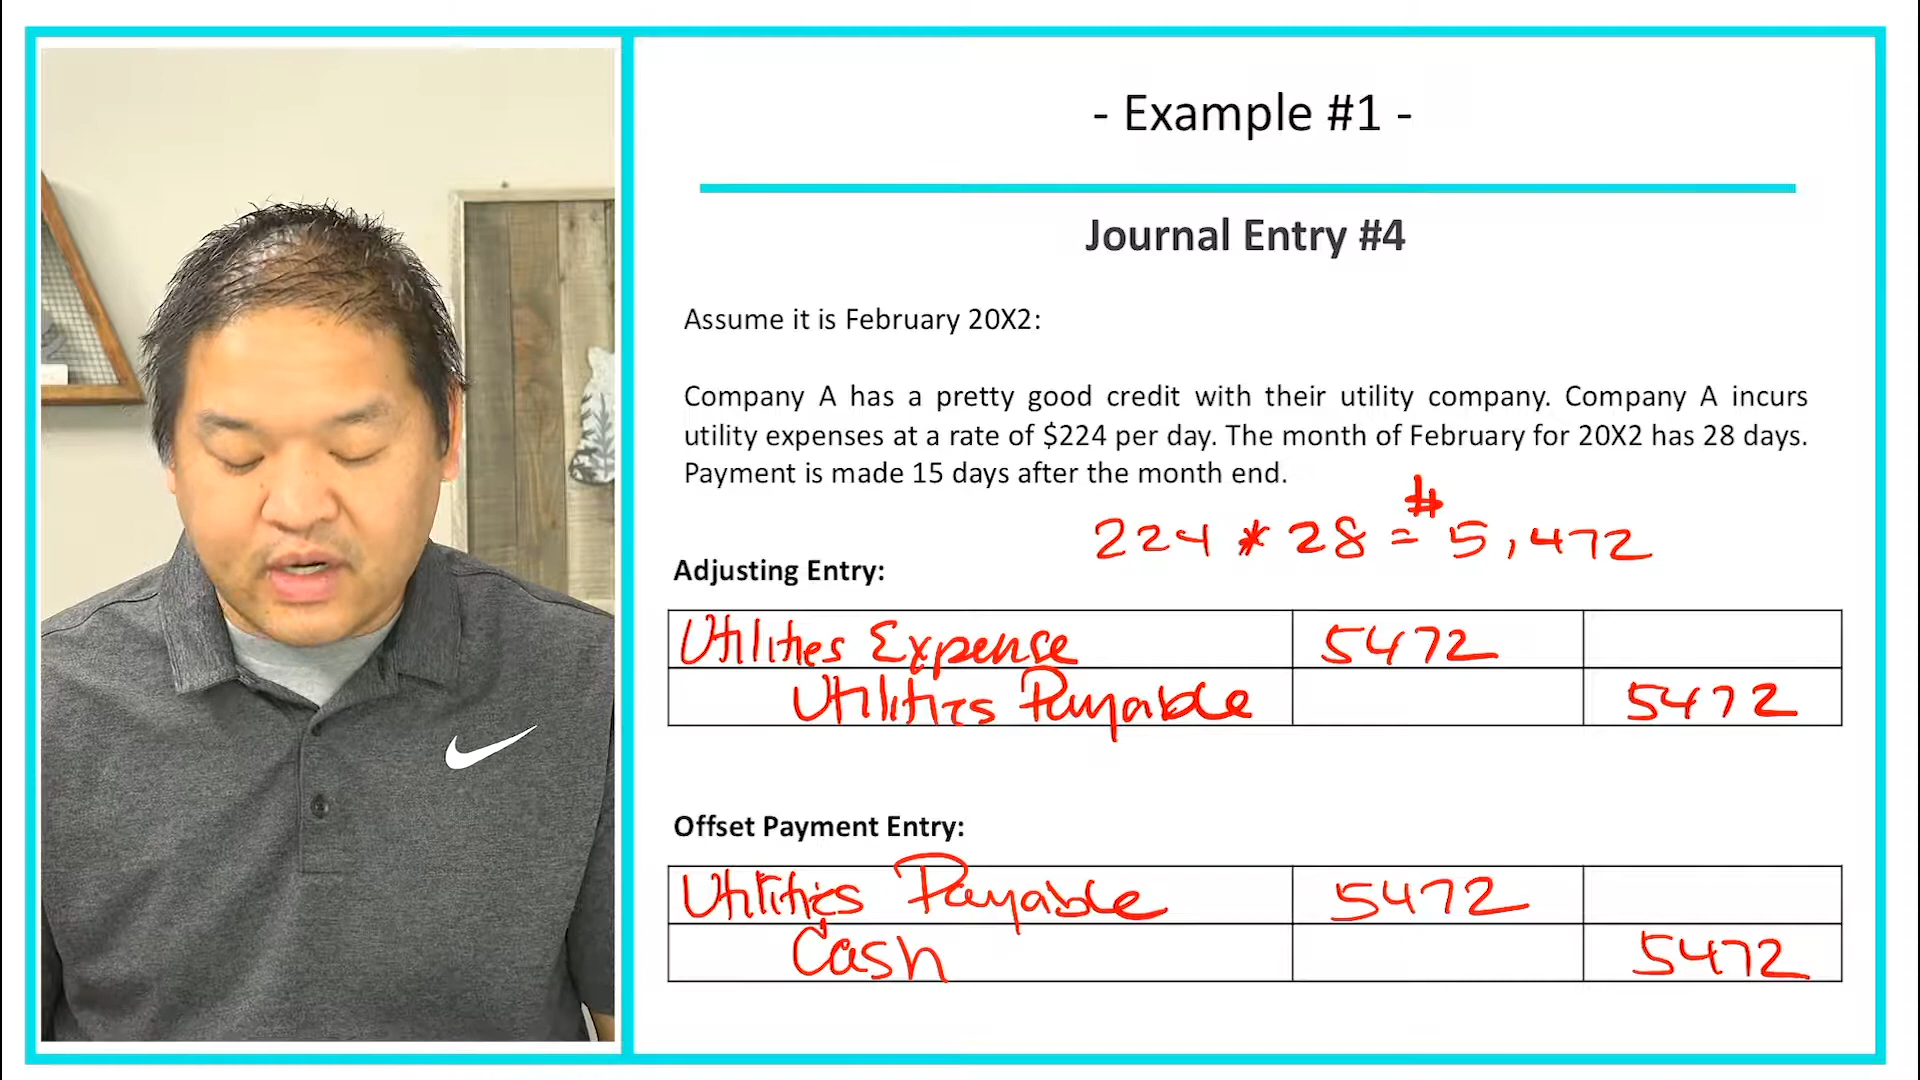 - Example #1 -
Journal Entry #4
Assume it is February 20X2:
Company A has a pretty good credit with their utility company. Company A incurs
utility expenses at a rate of $224 per day. The month of February for 20X2 has 28 days.
Payment is made 15 days after the month end.
224 * 28 = $5,472
Adjusting Entry:
Utilities Expense 5472
Utilities Payable 5472
Offset Payment Entry:
Utilities Payable 5472
Cash 5472